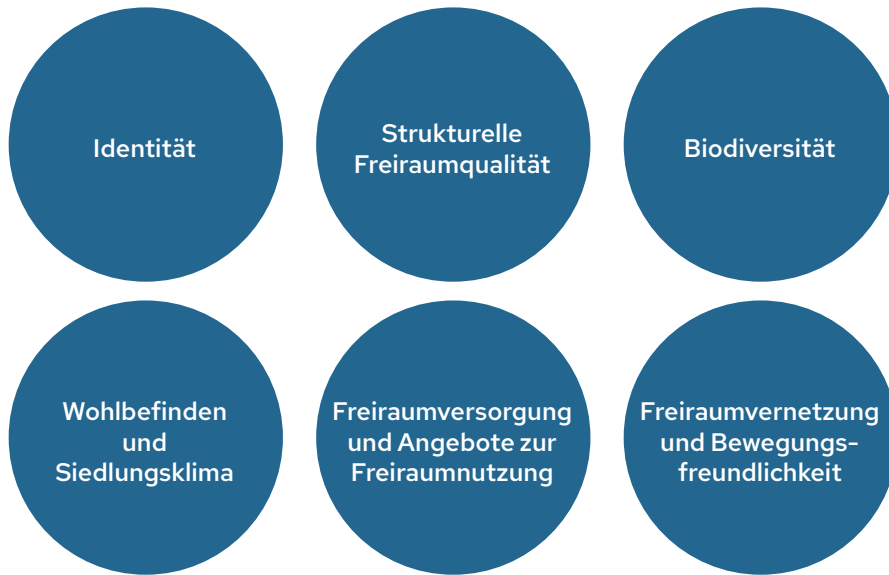 Identität
Strukturelle
Freiraumqualität
Biodiversität
Wohlbefinden
und
Siedlungsklima
Freiraumversorgung
und Angebote zur
Freiraumnutzung
Freiraumvernetzung
und Bewegungs-
freundlichkeit